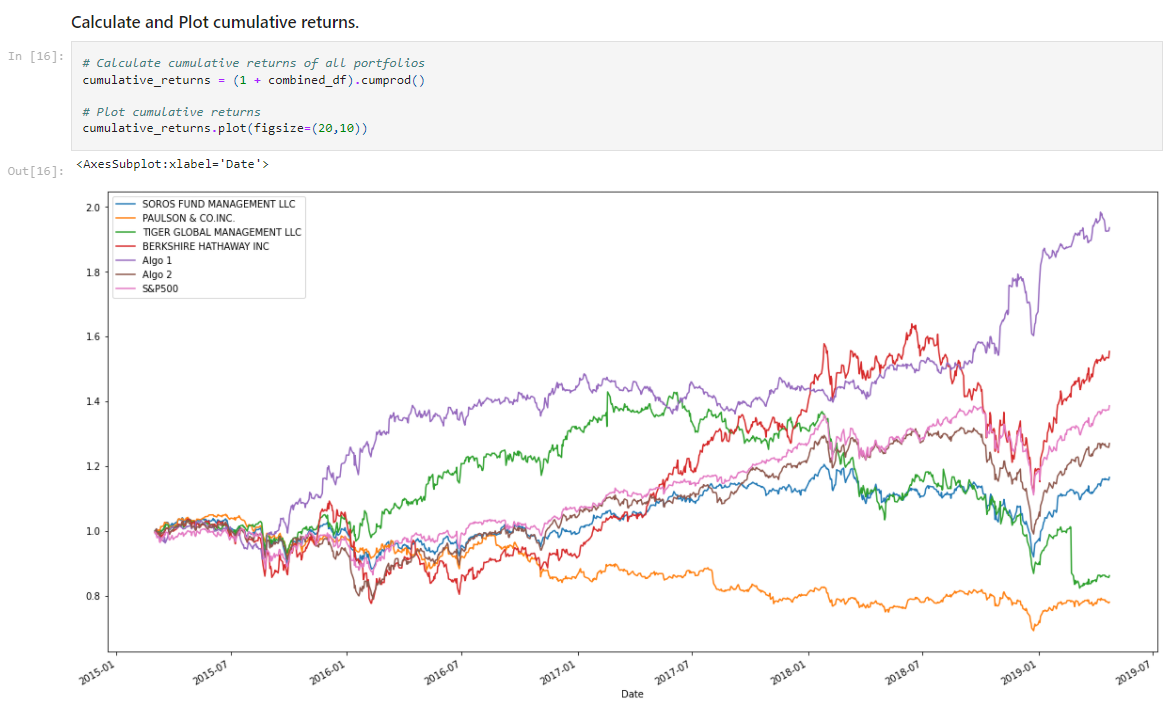 Calculate and Plot cumulative returns.
In [16]:
# Calculate cumulative returns of all portfolios
cumulative_returns = (1 + combined_df).cumprod()
# Plot cumulative returns
cumulative_returns.plot(figsize=(20,10))
Out[16]:
<AxesSubplot:xlabel='Date'>
SOROS FUND MANAGEMENT LLC
PAULSON & CO.INC.
TIGER GLOBAL MANAGEMENT LLC
BERKSHIRE HATHAWAY INC
Algo 1
Algo 2
S&P500
2.0
1.8
1.6
1.4
1.2
1.0
0.8
2015-01
2015-07
2016-01
2016-07
2017-01
2017-07
2018-01
2018-07
2019-01
2019-07
Date